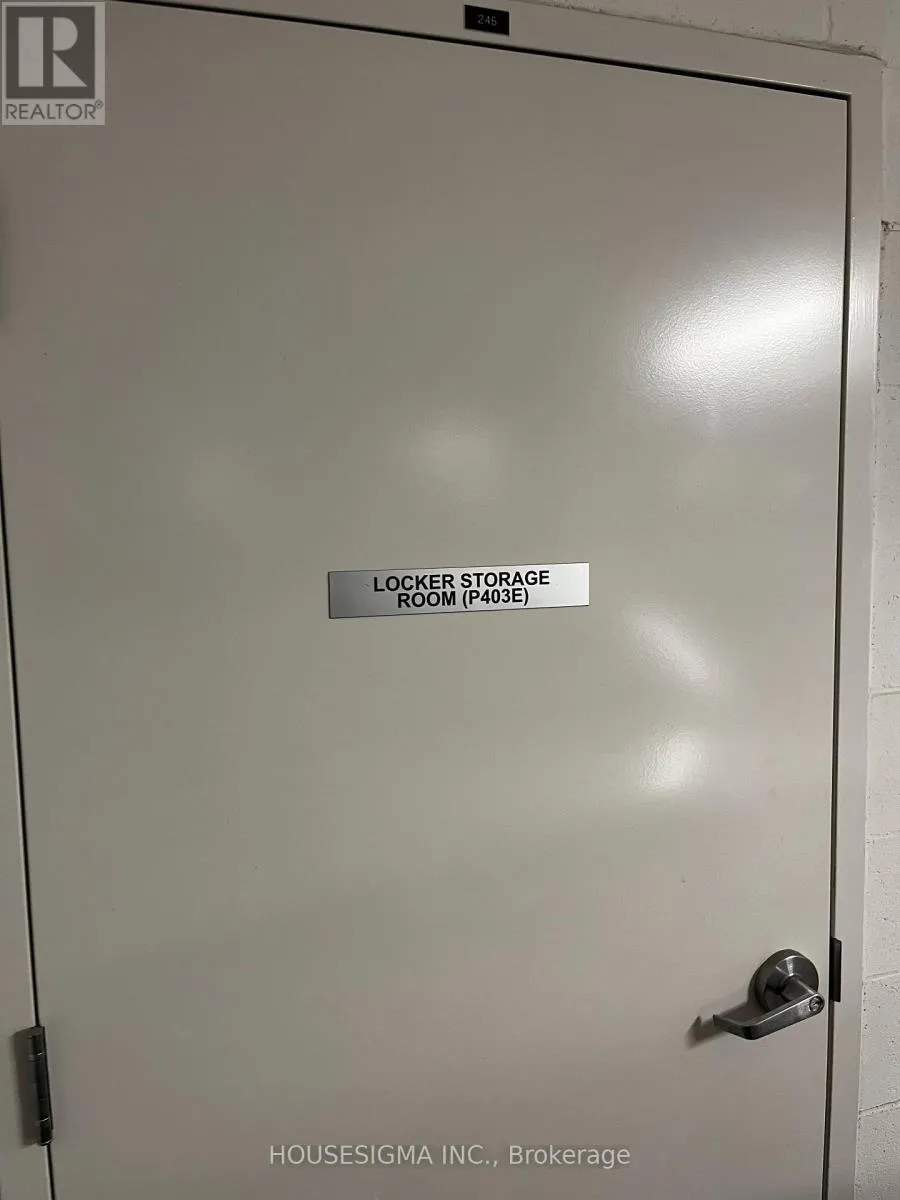 245
R
REALTOR®
LOCKER STORAGE
ROOM (P403E)
HOUSESIGMA INC., Brokerage